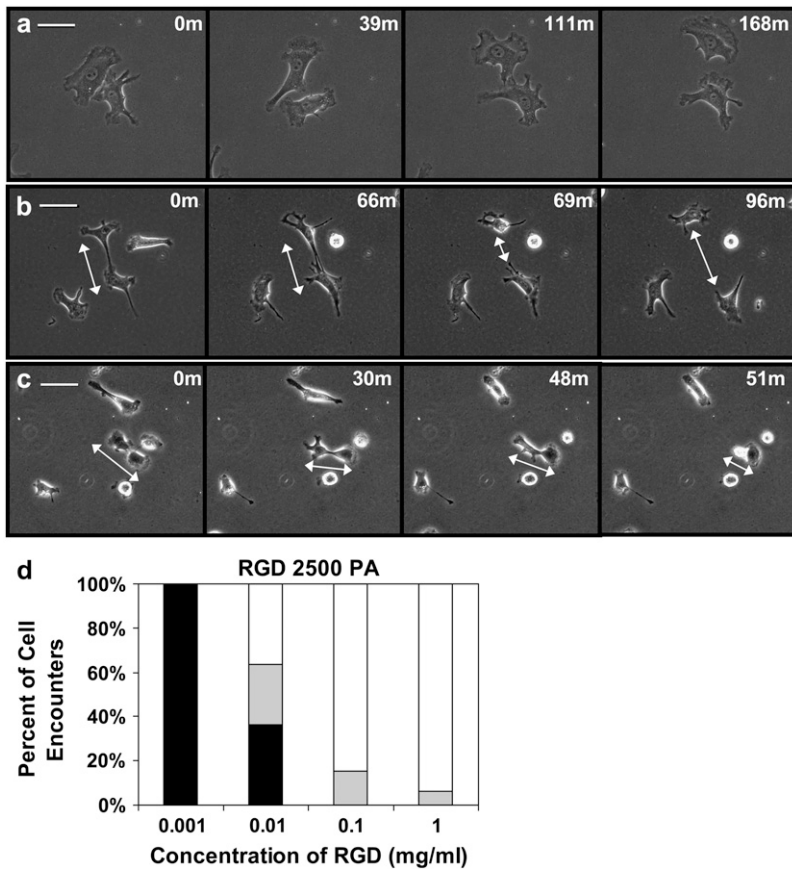 a 0m 39m 111m 168m
b 0m 66m 69m 96m
c 0m 30m 48m 51m
d
RGD 2500 PA
Percent of Cell
Encounters
100%
80%
60%
40%
20%
0%
0.001 0.01 0.1 1
Concentration of RGD (mg/ml)